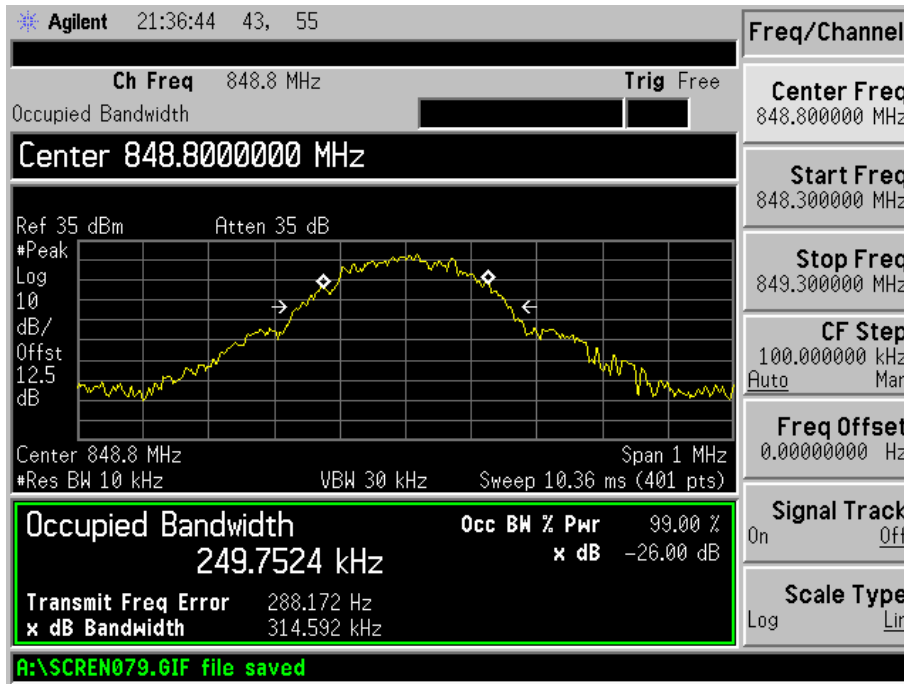 Agilent 21:36:44 43, 55
Ch Freq 848.8 MHz Trig Free
Occupied Bandwidth
Center 848.8000000 MHz
Ref 35 dBm Atten 35 dB
#Peak
Log
10
dB/
Offst
12.5
dB
Center 848.8 MHz Span 1 MHz
#Res BW 10 kHz VBW 30 kHz Sweep 10.36 ms (401 pts)
Occupied Bandwidth
249.7524 kHz
Occ BW % Pwr 99.00 %
x dB -26.00 dB
Transmit Freq Error 288.172 Hz
x dB Bandwidth 314.592 kHz
A:\SCREN079.GIF file saved
Freq/Channel
Center Freq
848.800000 MHz
Start Freq
848.300000 MHz
Stop Freq
849.300000 MHz
CF Step
100.000000 kHz
Auto Man
Freq Offset
0.00000000 Hz
Signal Track
On Off
Scale Type
Log Lin